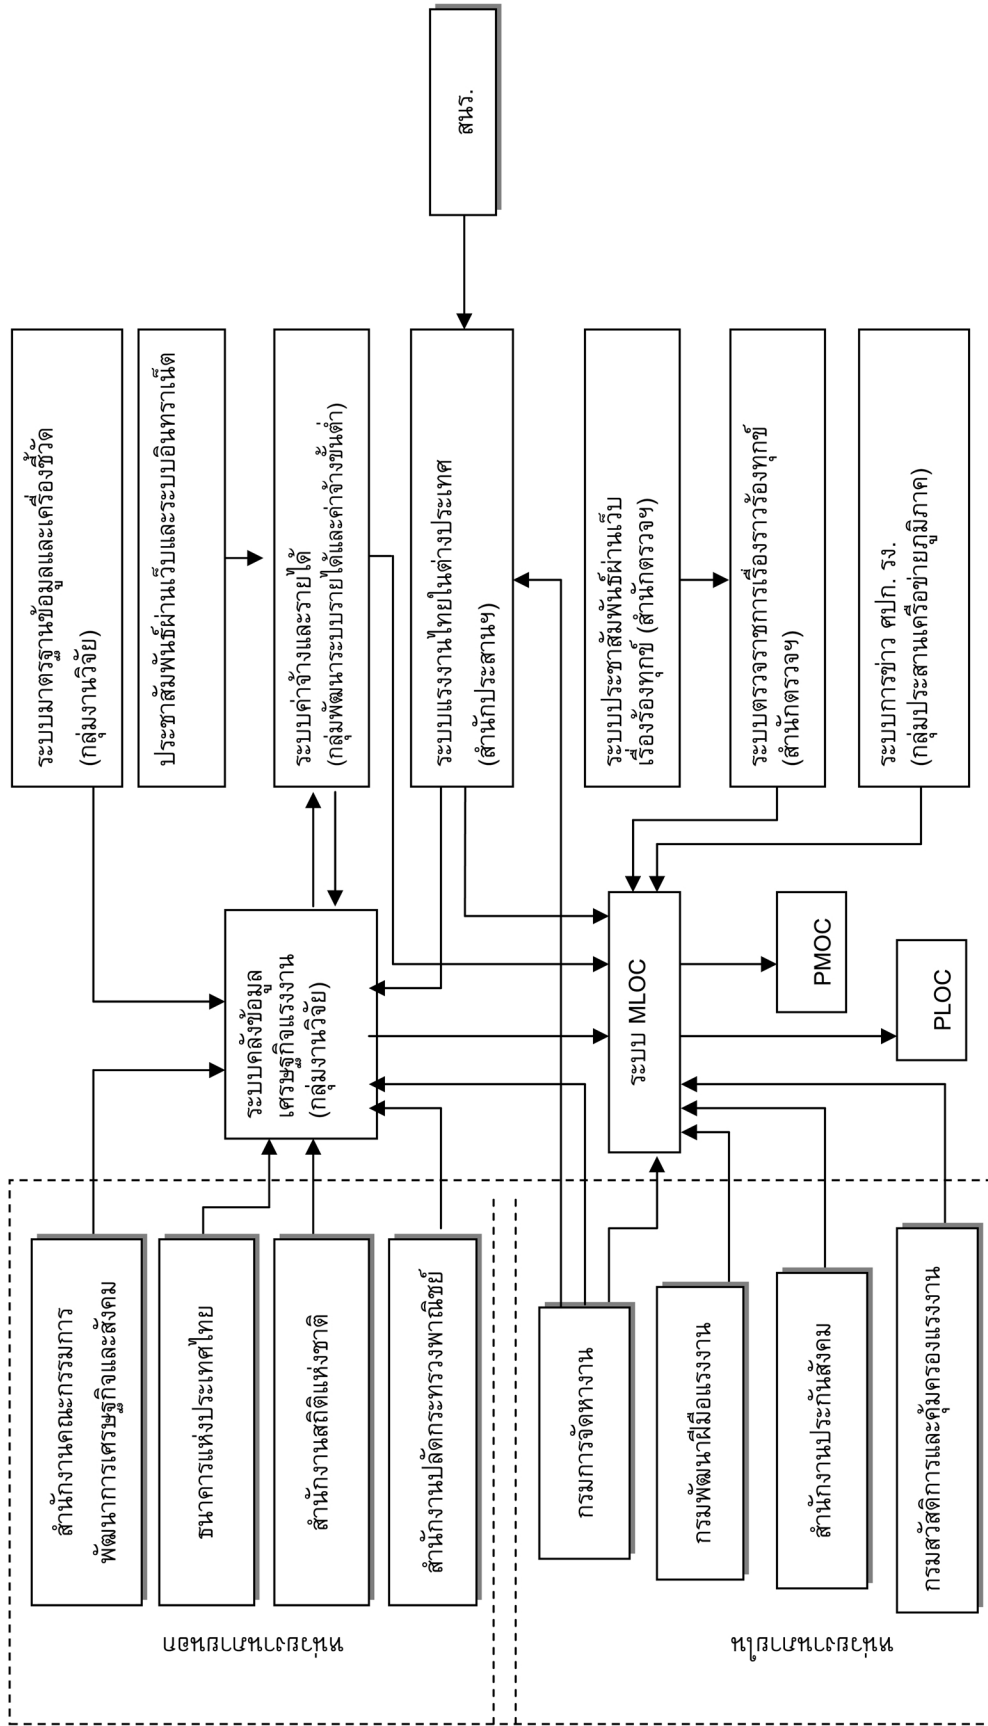 หน่วยงานภายนอก
สำนักงานคณะกรรมการ
พัฒนาการเศรษฐกิจและสังคม
ธนาคารแห่งประเทศไทย
สำนักงานสถิติแห่งชาติ
สำนักงานปลัดกระทรวงพาณิชย์
หน่วยงานภายใน
กรมการจัดหางาน
กรมพัฒนาฝีมือแรงงาน
สำนักงานประกันสังคม
กรมสวัสดิการและคุ้มครองแรงงาน
ระบบคลังข้อมูล
เศรษฐกิจแรงงาน
(กลุ่มงานวิจัย)
ระบบ MLOC
PMOC
PLOC
ระบบมาตรฐานข้อมูลและเครื่องชี้วัด
(กลุ่มงานวิจัย)
ประชาสัมพันธ์ผ่านเว็บและระบบอินทราเน็ต
ระบบค่าจ้างและรายได้
(กลุ่มพัฒนาระบบรายได้และค่าจ้างขั้นต่ำ)
ระบบแรงงานไทยในต่างประเทศ
(สำนักประสานฯ)
ระบบประชาสัมพันธ์ผ่านเว็บ
เรื่องร้องทุกข์ (สำนักตรวจฯ)
ระบบตรวจราชการเรื่องราวร้องทุกข์
(สำนักตรวจฯ)
ระบบการข่าว ศปก. รง.
(กลุ่มประสานเครือข่ายภูมิภาค)
สนร.